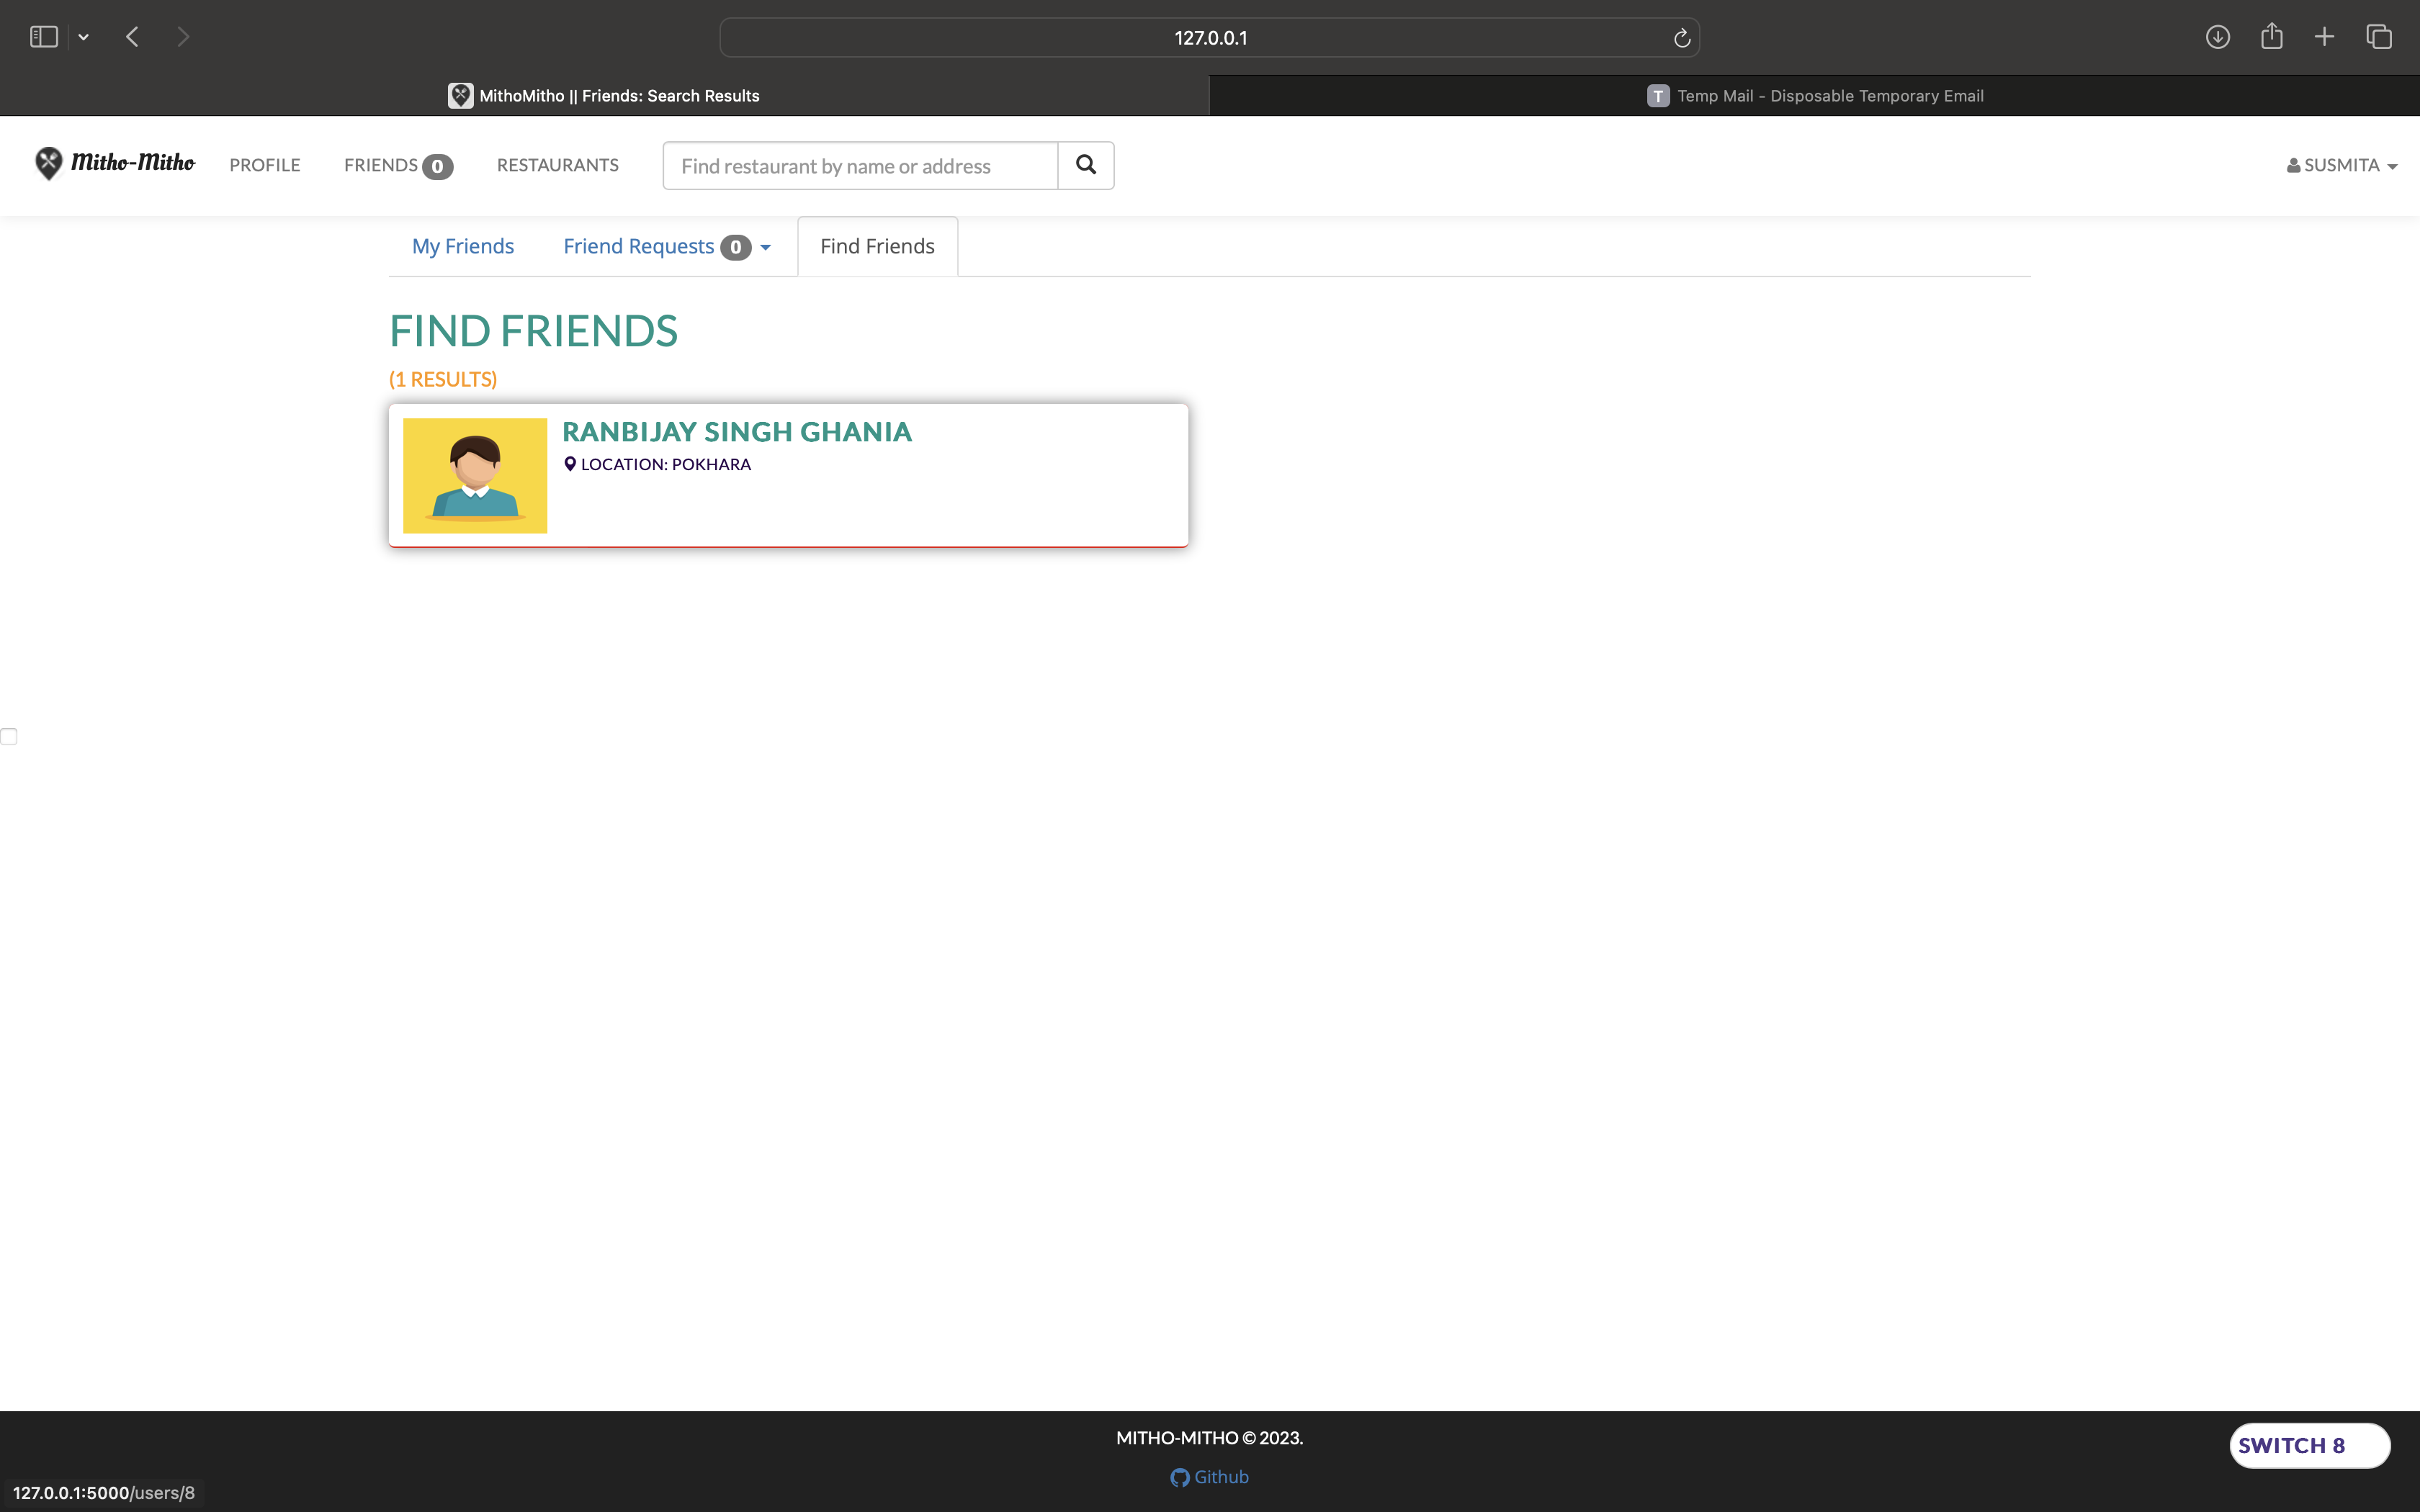 127.0.0.1
MithoMitho || Friends: Search Results
T Temp Mail - Disposable Temporary Email
Mitho-Mitho PROFILE FRIENDS 0 RESTAURANTS Find restaurant by name or address SUSMITA
My Friends Friend Requests 0 Find Friends
FIND FRIENDS
(1 RESULTS)
RANBIJAY SINGH GHANIA
LOCATION: POKHARA
MITHO-MITHO © 2023.
SWITCH 8
Github
127.0.0.1:5000/users/8